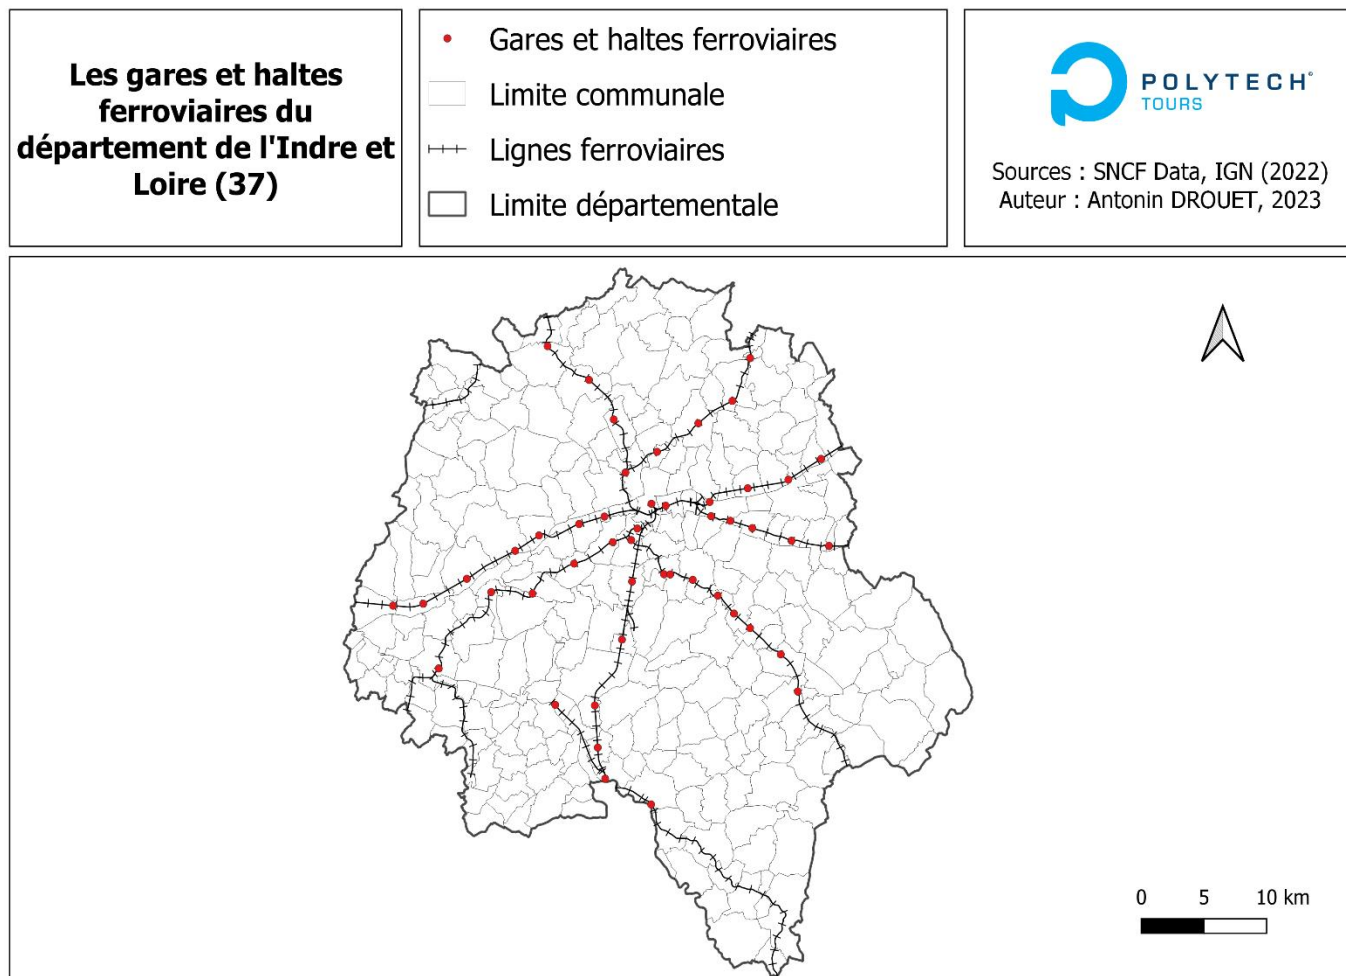 Les gares et haltes
ferroviaires du
département de l'Indre et
Loire (37)
Gares et haltes ferroviaires
Limite communale
Lignes ferroviaires
Limite départementale
POLYTECH
TOURS
Sources : SNCF Data, IGN (2022)
Auteur : Antonin DROUET, 2023
0 5 10 km